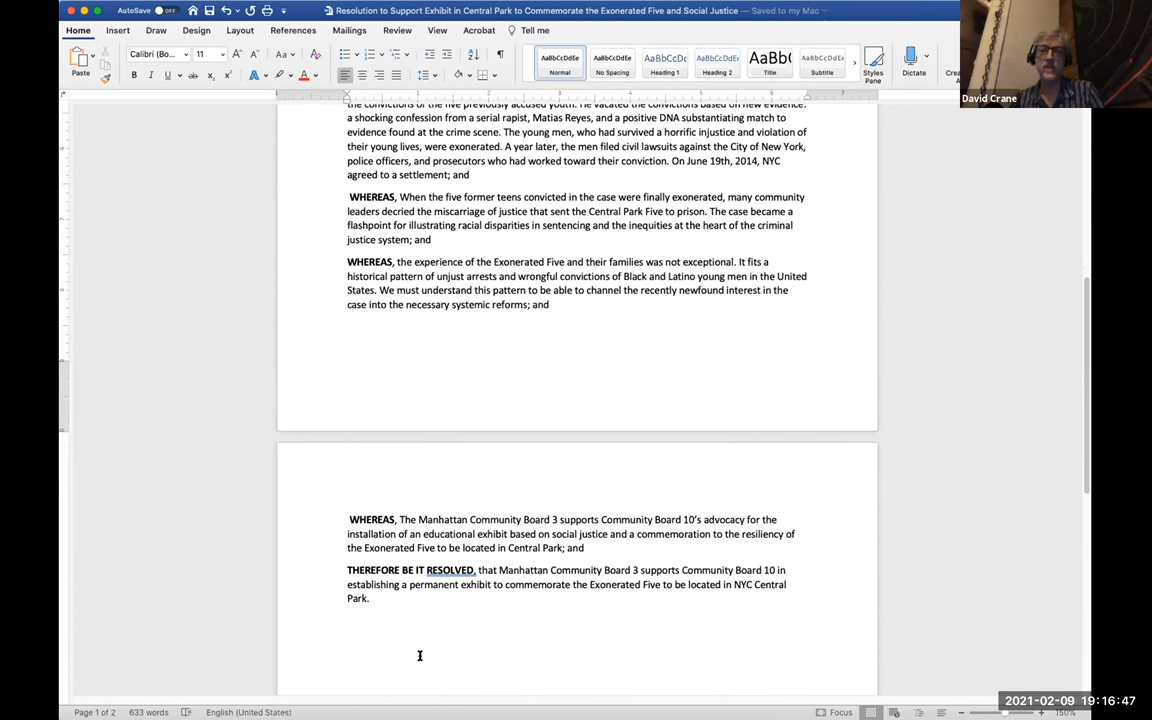 AutoSave OFF
Resolution to Support Exhibit in Central Park to Commemorate the Exonerated Five and Social Justice — Saved to my Mac
Home Insert Draw Design Layout References Mailings Review View Acrobat Tell me
Paste
Calibri (Bo... 11
AaBbCcDdEe AaBbCcDdEe AaBbCcDc AaBbCcDdEe AaBb( AaBbCcDdEe
Normal No Spacing Heading 1 Heading 2 Title Subtitle
Styles Pane
Dictate
David Crane
the convictions of the five previously accused youth. He vacated the convictions based on new evidence:
a shocking confession from a serial rapist, Matias Reyes, and a positive DNA substantiating match to
evidence found at the crime scene. The young men, who had survived a horrific injustice and violation of
their young lives, were exonerated. A year later, the men filed civil lawsuits against the City of New York,
police officers, and prosecutors who had worked toward their conviction. On June 19th, 2014, NYC
agreed to a settlement; and
WHEREAS, When the five former teens convicted in the case were finally exonerated, many community
leaders decried the miscarriage of justice that sent the Central Park Five to prison. The case became a
flashpoint for illustrating racial disparities in sentencing and the inequities at the heart of the criminal
justice system; and
WHEREAS, the experience of the Exonerated Five and their families was not exceptional. It fits a
historical pattern of unjust arrests and wrongful convictions of Black and Latino young men in the United
States. We must understand this pattern to be able to channel the recently newfound interest in the
case into the necessary systemic reforms; and
WHEREAS, The Manhattan Community Board 3 supports Community Board 10's advocacy for the
installation of an educational exhibit based on social justice and a commemoration to the resiliency of
the Exonerated Five to be located in Central Park; and
THEREFORE BE IT RESOLVED, that Manhattan Community Board 3 supports Community Board 10 in
establishing a permanent exhibit to commemorate the Exonerated Five to be located in NYC Central
Park.
2021-02-09 19:16:47
Page 1 of 2 633 words English (United States) Focus 150%